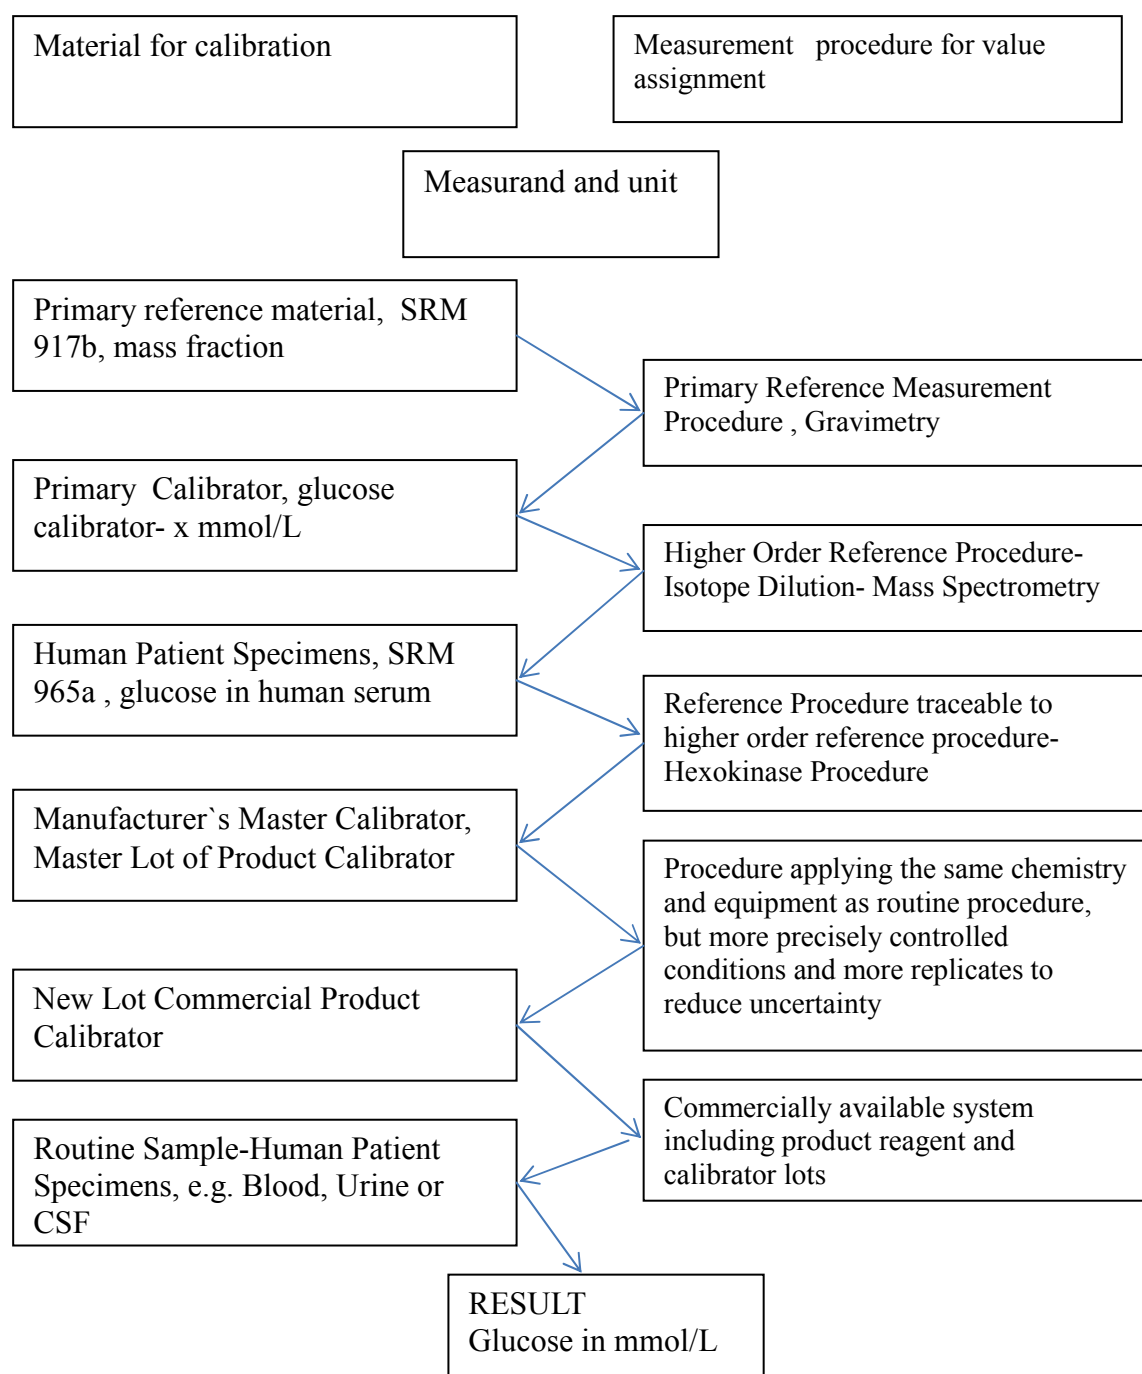 Material for calibration
Measurement procedure for value
assignment
Measurand and unit
Primary reference material, SRM
917b, mass fraction
Primary Reference Measurement
Procedure , Gravimetry
Primary Calibrator, glucose
calibrator- x mmol/L
Higher Order Reference Procedure-
Isotope Dilution- Mass Spectrometry
Human Patient Specimens, SRM
965a , glucose in human serum
Reference Procedure traceable to
higher order reference procedure-
Hexokinase Procedure
Manufacturer`s Master Calibrator,
Master Lot of Product Calibrator
Procedure applying the same chemistry
and equipment as routine procedure,
but more precisely controlled
conditions and more replicates to
reduce uncertainty
New Lot Commercial Product
Calibrator
Commercially available system
including product reagent and
calibrator lots
Routine Sample-Human Patient
Specimens, e.g. Blood, Urine or
CSF
RESULT
Glucose in mmol/L